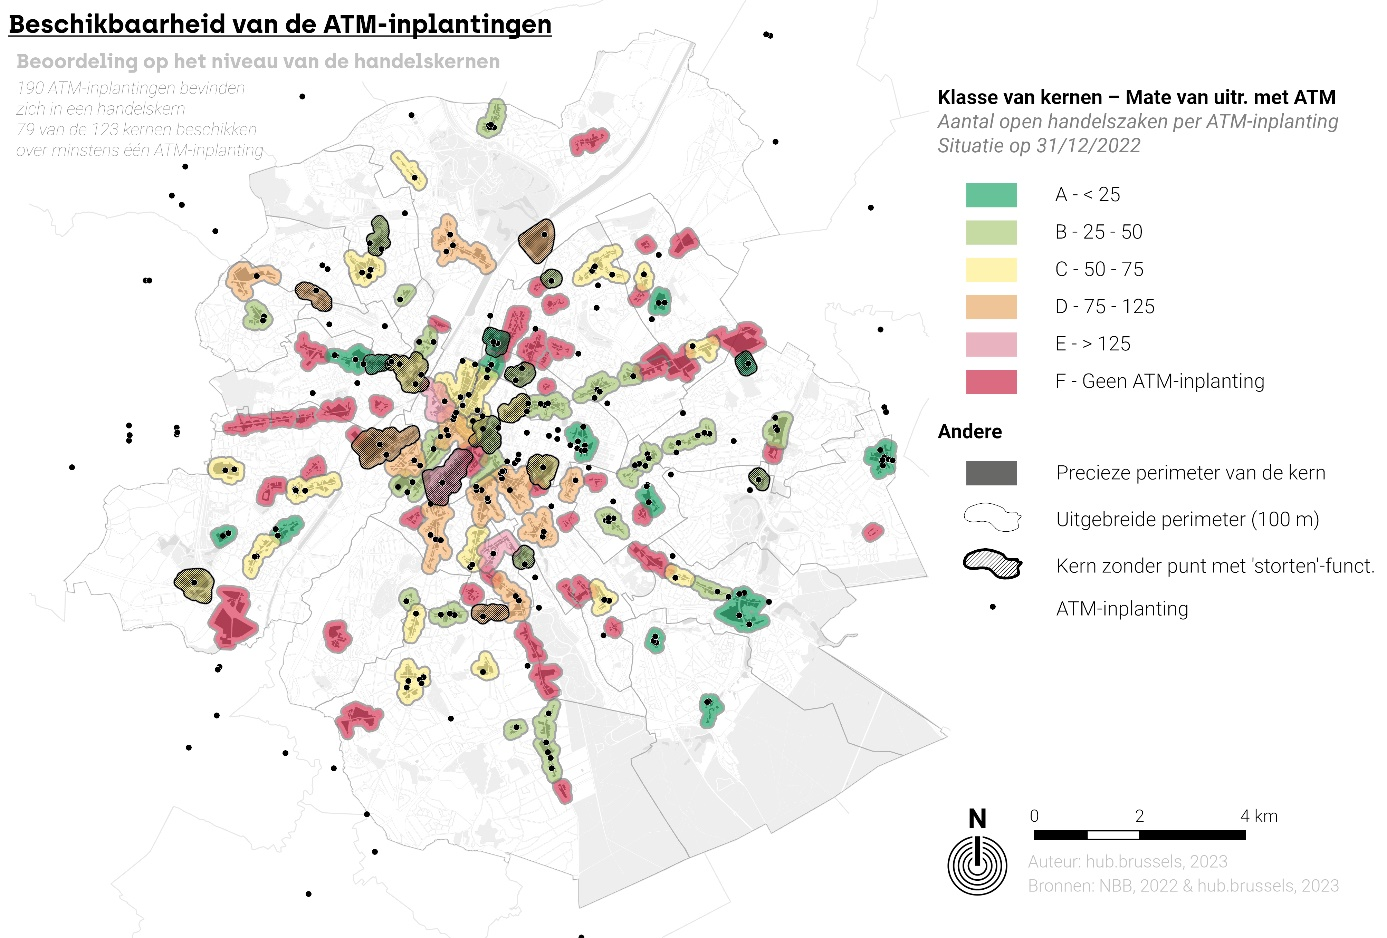 Beschikbaarheid van de ATM-inplantingen
Beoordeling op het niveau van de handelskernen
190 ATM-inplantingen bevinden
zich in een handelskern
79 van de 123 kernen beschikken
over minstens één ATM-inplanting
Klasse van kernen – Mate van uitr. met ATM
Aantal open handelszaken per ATM-inplanting
Situatie op 31/12/2022
A - < 25
B - 25 - 50
C - 50 - 75
D - 75 - 125
E - > 125
F - Geen ATM-inplanting
Andere
Precieze perimeter van de kern
Uitgebreide perimeter (100 m)
Kern zonder punt met 'storten'-funct.
ATM-inplanting
N
0 2 4 km
Auteur: hub.brussels, 2023
Bronnen: NBB, 2022 & hub.brussels, 2023